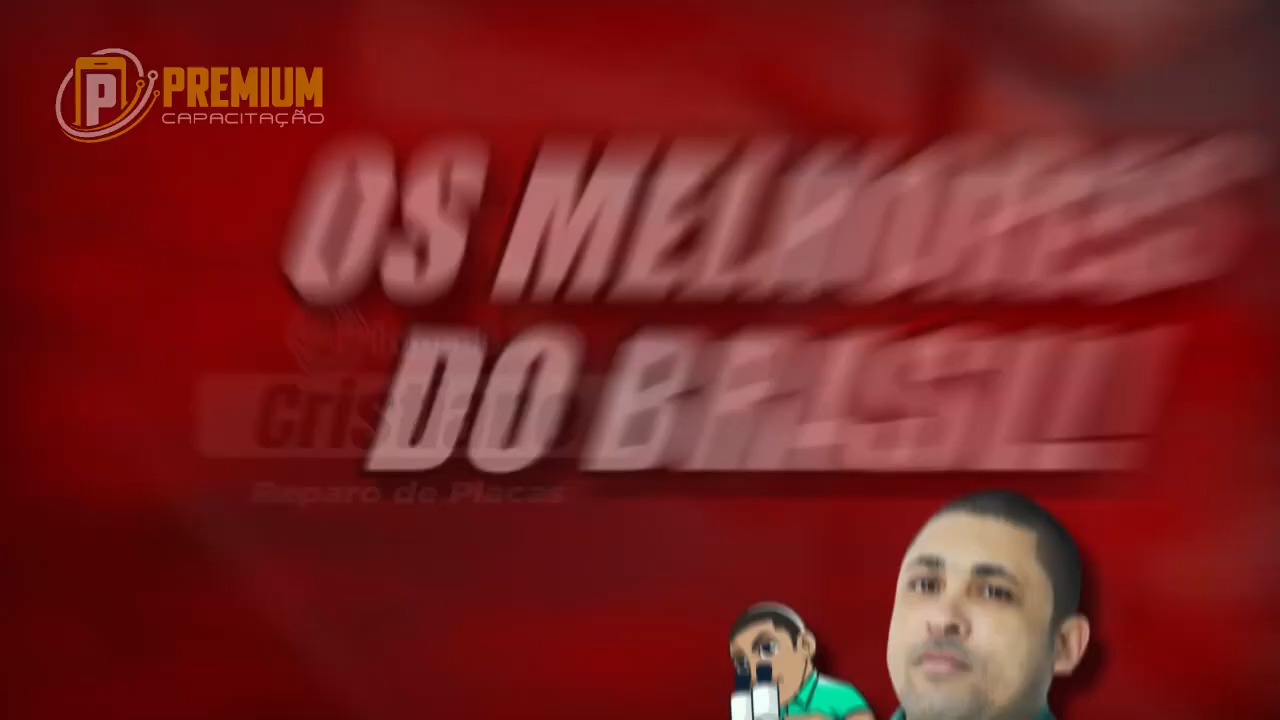 PREMIUM
CAPACITAÇÃO
OS MELHORES
DO BRASIL!!!
Reparo de Placas